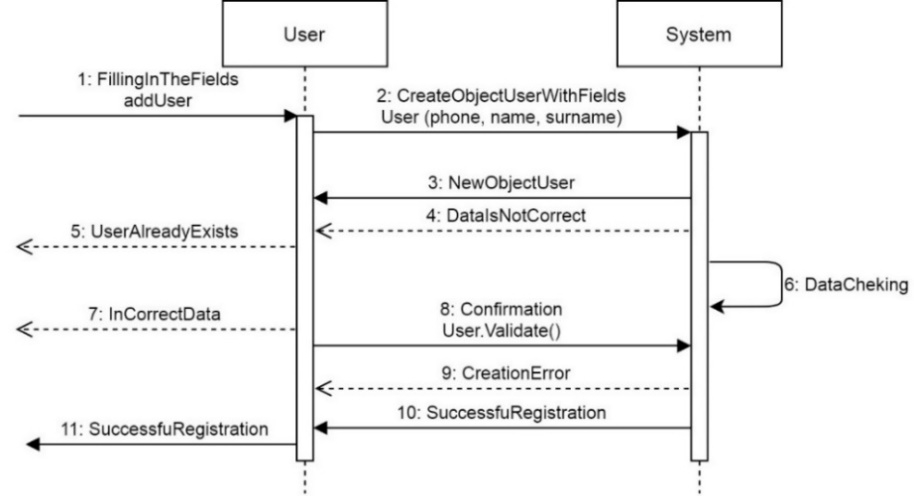 User
System
1: FillingInTheFields
addUser
2: CreateObjectUserWithFields
User (phone, name, surname)
3: NewObjectUser
4: DataIsNotCorrect
5: UserAlreadyExists
6: DataCheking
7: InCorrectData
8: Confirmation
User.Validate()
9: CreationError
10: SuccessfuRegistration
11: SuccessfuRegistration